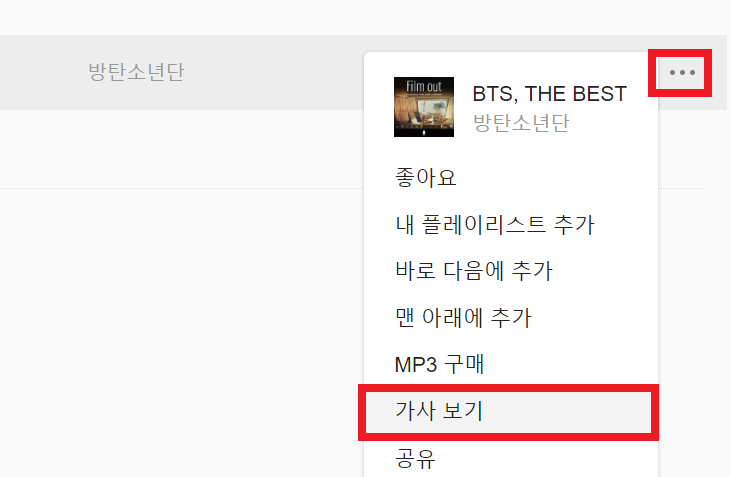 방탄소년단
Film out
BTS, THE BEST
방탄소년단
좋아요
내 플레이리스트 추가
바로 다음에 추가
맨 아래에 추가
MP3 구매
가사 보기
공유